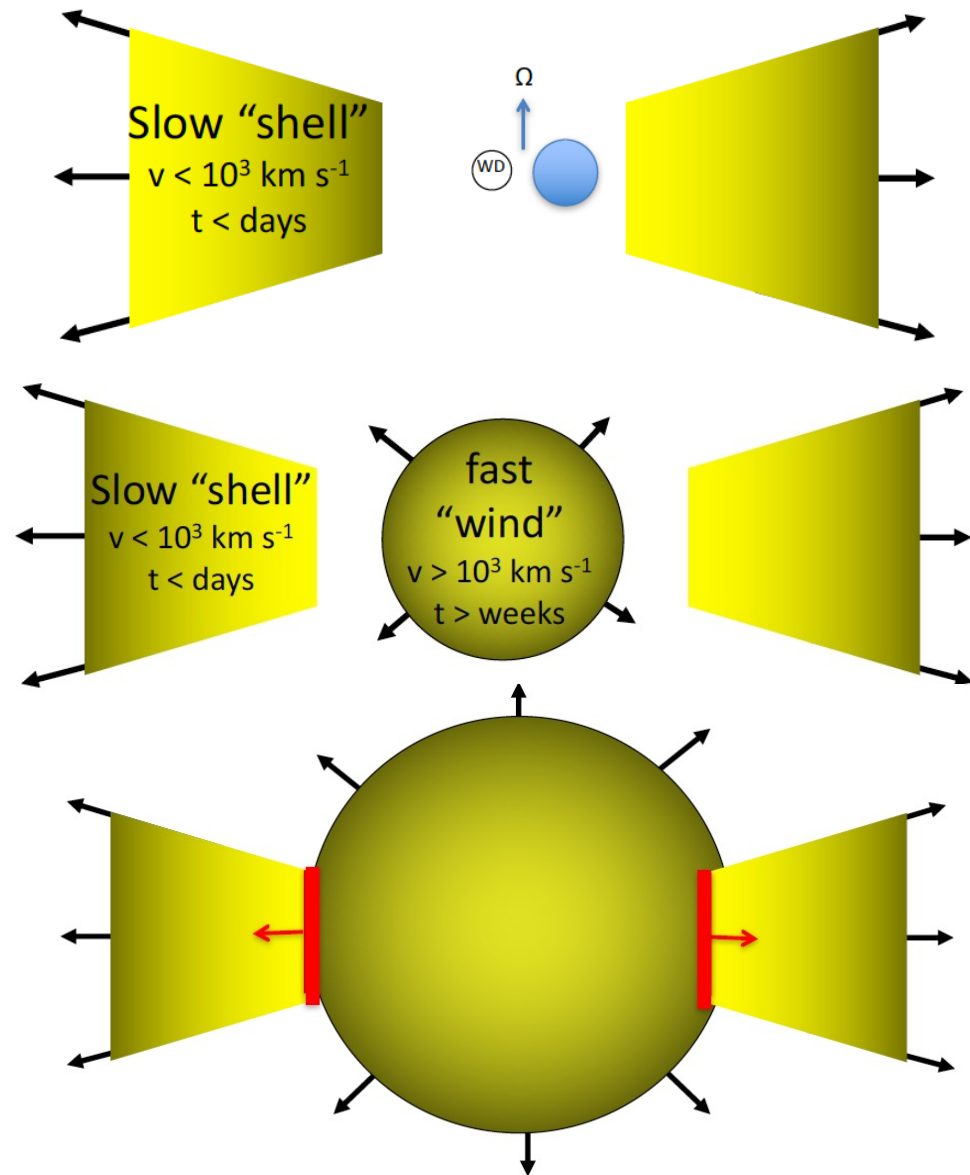 Ω
WD
Slow “shell”
v < 10³ km s⁻¹
t < days
Slow “shell”
v < 10³ km s⁻¹
t < days
fast
“wind”
v > 10³ km s⁻¹
t > weeks